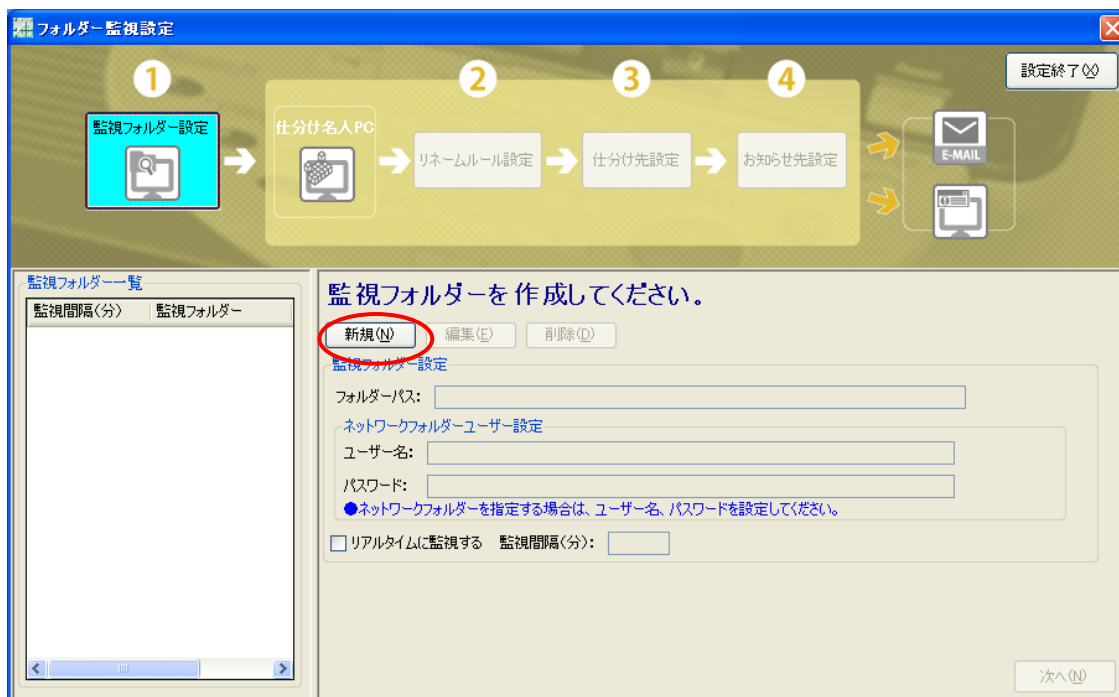 フォルダー監視設定
設定終了(X)
1
2
3
4
監視フォルダー設定
仕分け名人PC
リネームルール設定
仕分け先設定
お知らせ先設定
E-MAIL
監視フォルダー一覧
監視間隔(分) 監視フォルダー
監視フォルダーを作成してください。
新規(N) 編集(E) 削除(D)
監視フォルダー設定
フォルダーパス:
ネットワークフォルダーユーザー設定
ユーザー名:
パスワード:
●ネットワークフォルダーを指定する場合は、ユーザー名、パスワードを設定してください。
リアルタイムに監視する 監視間隔(分):
次へ(N)